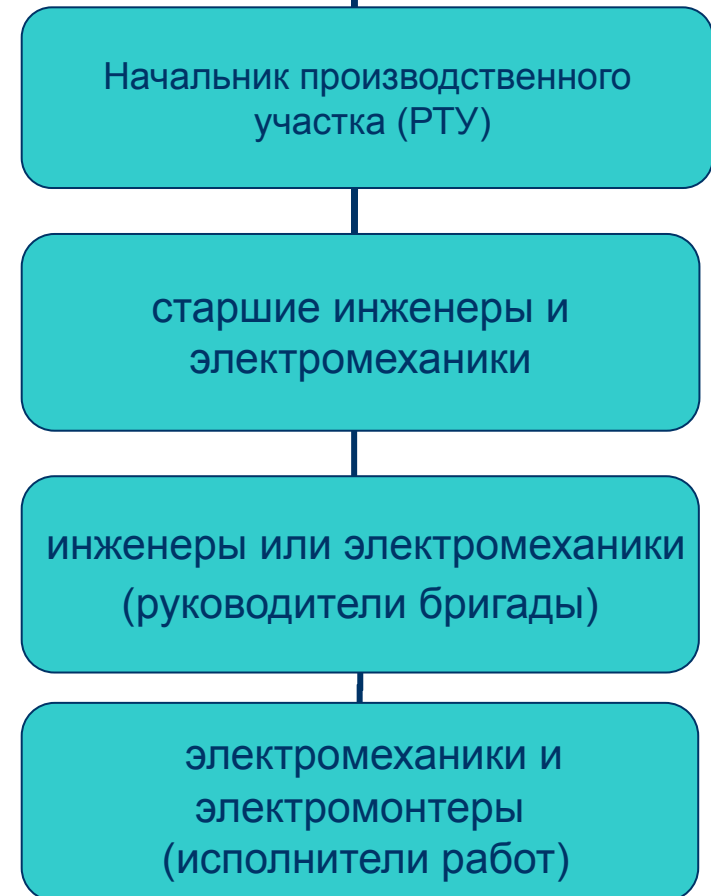 Начальник производственного
участка (РТУ)
старшие инженеры и
электромеханики
инженеры или электромеханики
(руководители бригады)
электромеханики и
электромонтеры
(исполнители работ)